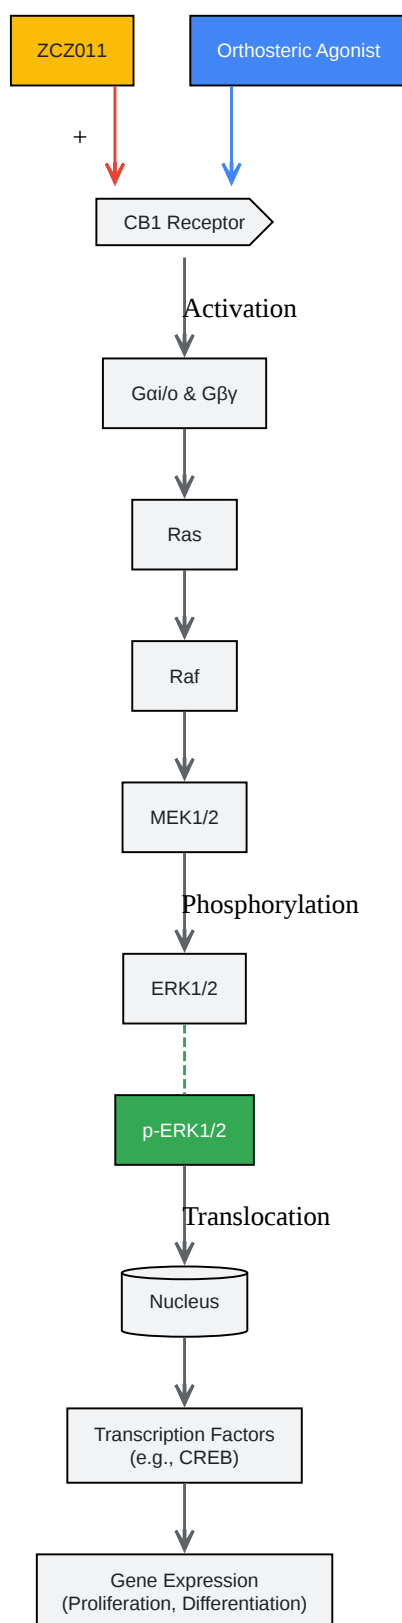 ZCZ011
Orthosteric Agonist
+
CB1 Receptor
Activation
Gαi/o & Gβγ
Ras
Raf
MEK1/2
Phosphorylation
ERK1/2
p-ERK1/2
Translocation
Nucleus
Transcription Factors
(e.g., CREB)
Gene Expression
(Proliferation, Differentiation)